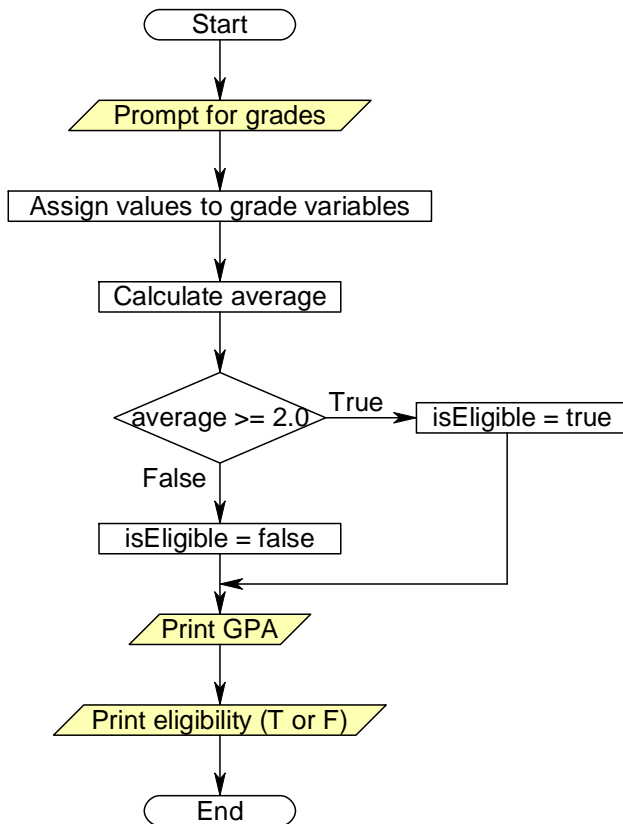 Start
Prompt for grades
Assign values to grade variables
Calculate average
average >= 2.0
True
isEligible = true
False
isEligible = false
Print GPA
Print eligibility (T or F)
End